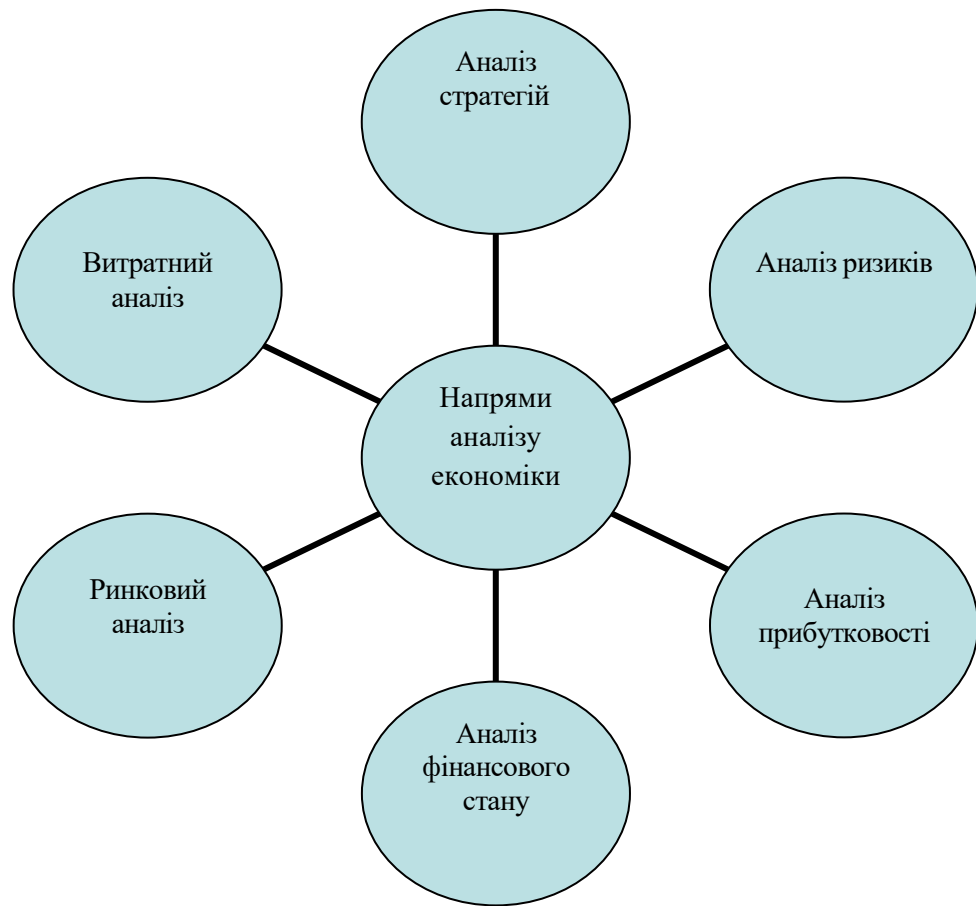 Аналіз
стратегій
Витратний
аналіз
Аналіз ризиків
Напрями
аналізу
економіки
Ринковий
аналіз
Аналіз
прибутковості
Аналіз
фінансового
стану